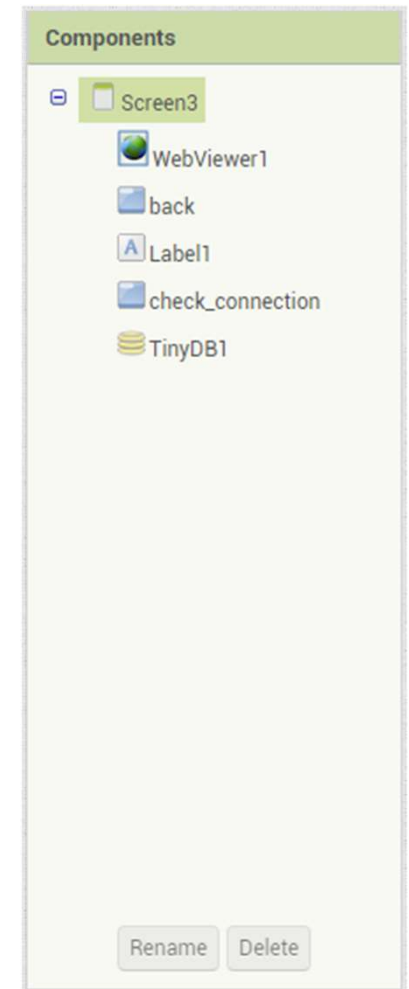 Components
Screen3
WebViewer1
back
A Label1
check_connection
TinyDB1
Rename Delete